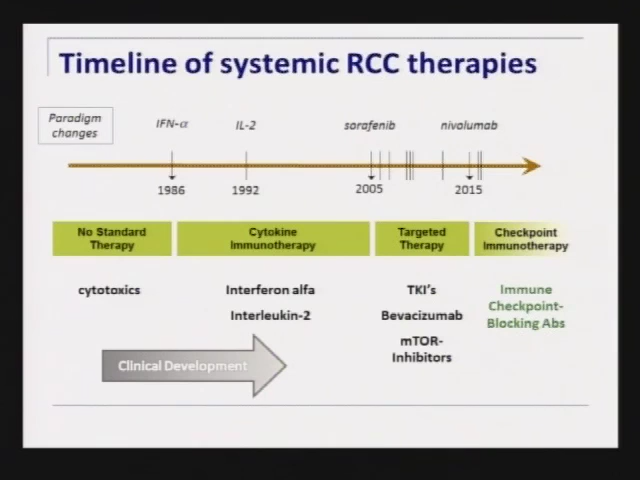 Timeline of systemic RCC therapies
Paradigm
changes
IFN-α
IL-2
sorafenib
nivolumab
1986
1992
2005
2015
No Standard
Therapy
Cytokine
Immunotherapy
Targeted
Therapy
Checkpoint
Immunotherapy
cytotoxics
Interferon alfa
Interleukin-2
TKI's
Bevacizumab
mTOR-
Inhibitors
Immune
Checkpoint-
Blocking Abs
Clinical Development